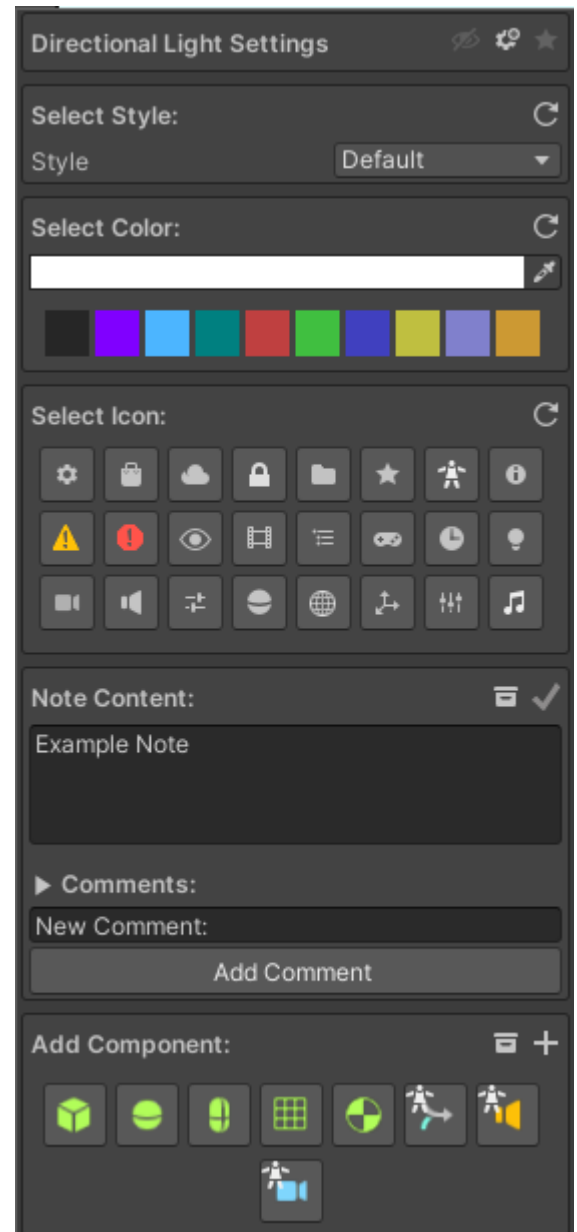 Directional Light Settings
Select Style:
Style Default
Select Color:
Select Icon:
Note Content:
Example Note
Comments:
New Comment:
Add Comment
Add Component: